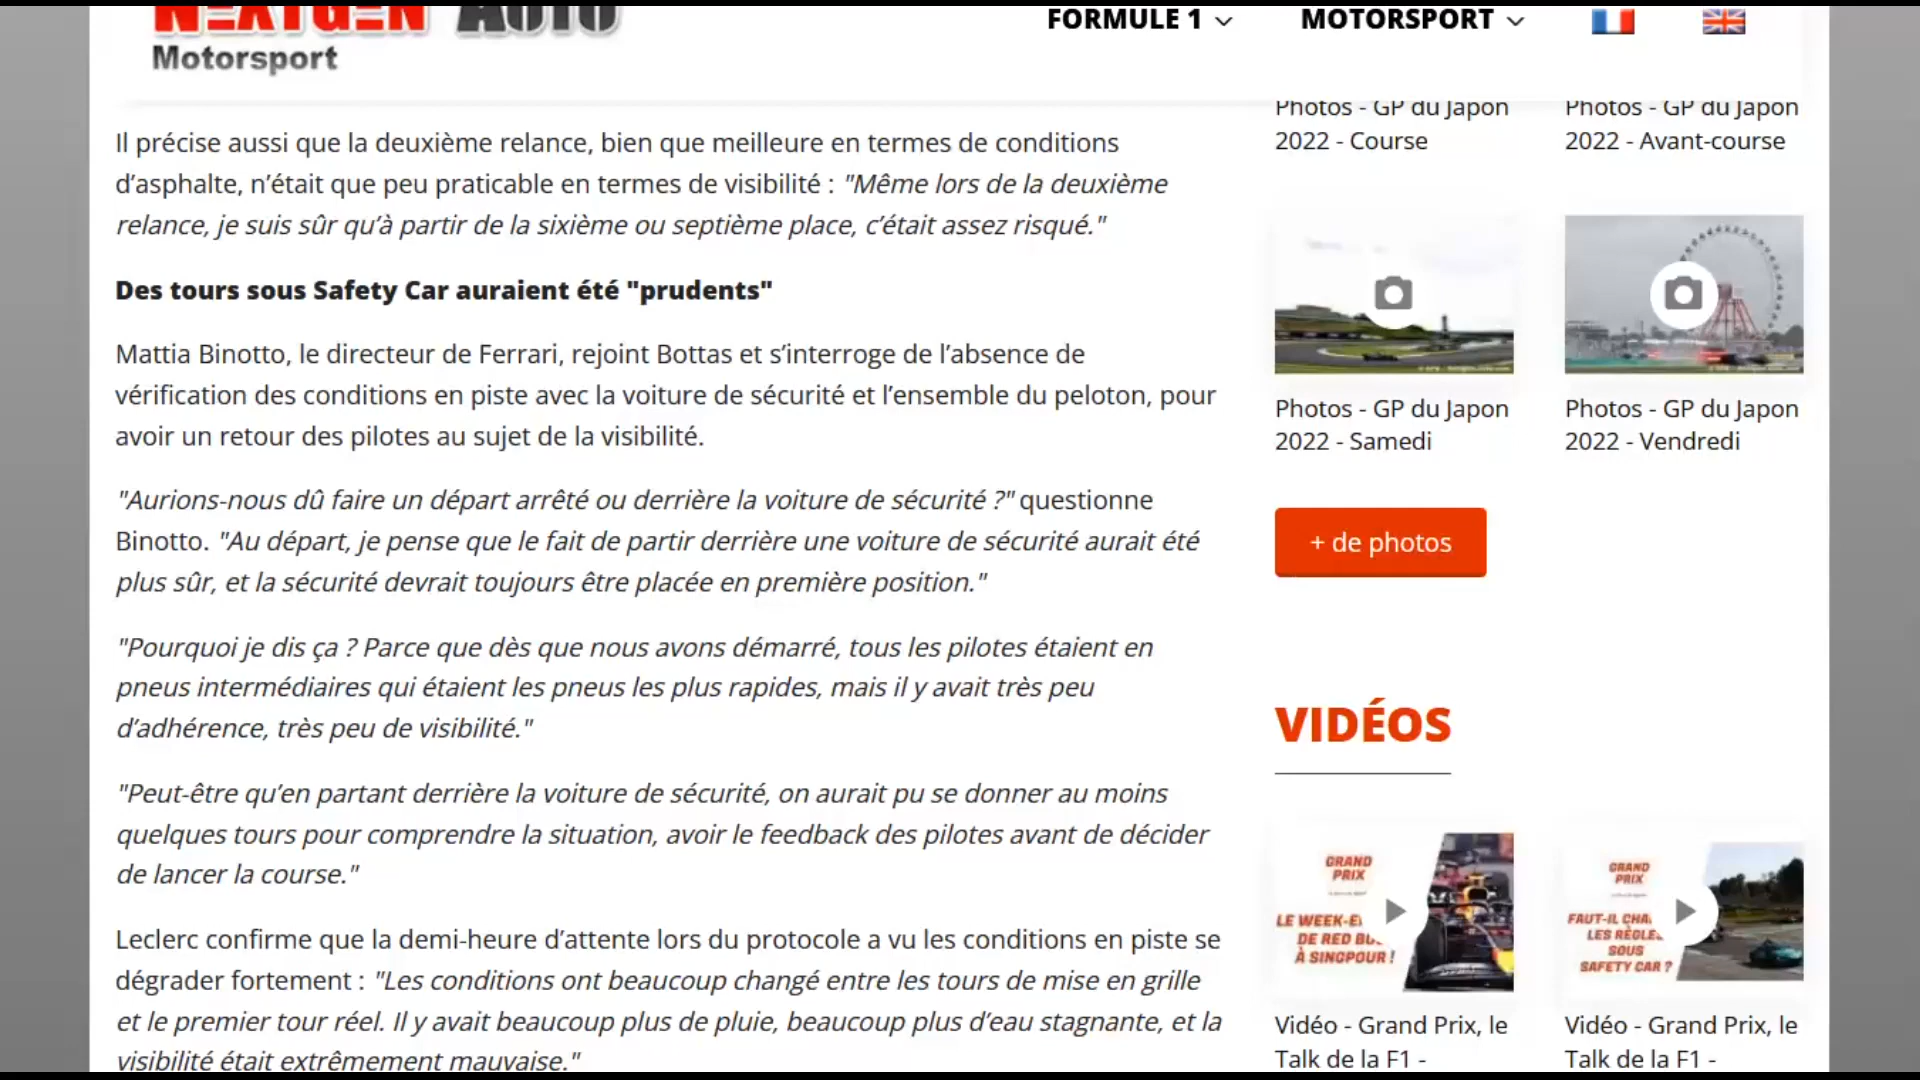 NEXTGEN AUTO
Motorsport
FORMULE 1
MOTORSPORT
Il précise aussi que la deuxième relance, bien que meilleure en termes de conditions
d’asphalte, n’était que peu praticable en termes de visibilité : "Même lors de la deuxième
relance, je suis sûr qu’à partir de la sixième ou septième place, c’était assez risqué."
Des tours sous Safety Car auraient été "prudents"
Mattia Binotto, le directeur de Ferrari, rejoint Bottas et s’interroge de l’absence de
vérification des conditions en piste avec la voiture de sécurité et l’ensemble du peloton, pour
avoir un retour des pilotes au sujet de la visibilité.
"Aurions-nous dû faire un départ arrêté ou derrière la voiture de sécurité ?" questionne
Binotto. "Au départ, je pense que le fait de partir derrière une voiture de sécurité aurait été
plus sûr, et la sécurité devrait toujours être placée en première position."
"Pourquoi je dis ça ? Parce que dès que nous avons démarré, tous les pilotes étaient en
pneus intermédiaires qui étaient les pneus les plus rapides, mais il y avait très peu
d’adhérence, très peu de visibilité."
"Peut-être qu’en partant derrière la voiture de sécurité, on aurait pu se donner au moins
quelques tours pour comprendre la situation, avoir le feedback des pilotes avant de décider
de lancer la course."
Leclerc confirme que la demi-heure d’attente lors du protocole a vu les conditions en piste se
dégrader fortement : "Les conditions ont beaucoup changé entre les tours de mise en grille
et le premier tour réel. Il y avait beaucoup plus de pluie, beaucoup plus d’eau stagnante, et la
visibilité était extrêmement mauvaise."
Photos - GP du Japon
2022 - Course
Photos - GP du Japon
2022 - Avant-course
Photos - GP du Japon
2022 - Samedi
Photos - GP du Japon
2022 - Vendredi
+ de photos
VIDÉOS
GRAND
PRIX
LE WEEK-E
DE RED BU
À SINGPOUR !
GRAND
PRIX
FAUT-IL CHA
LES RÈGLE
SOUS
SAFETY CAR ?
Vidéo - Grand Prix, le
Talk de la F1 -
Vidéo - Grand Prix, le
Talk de la F1 -